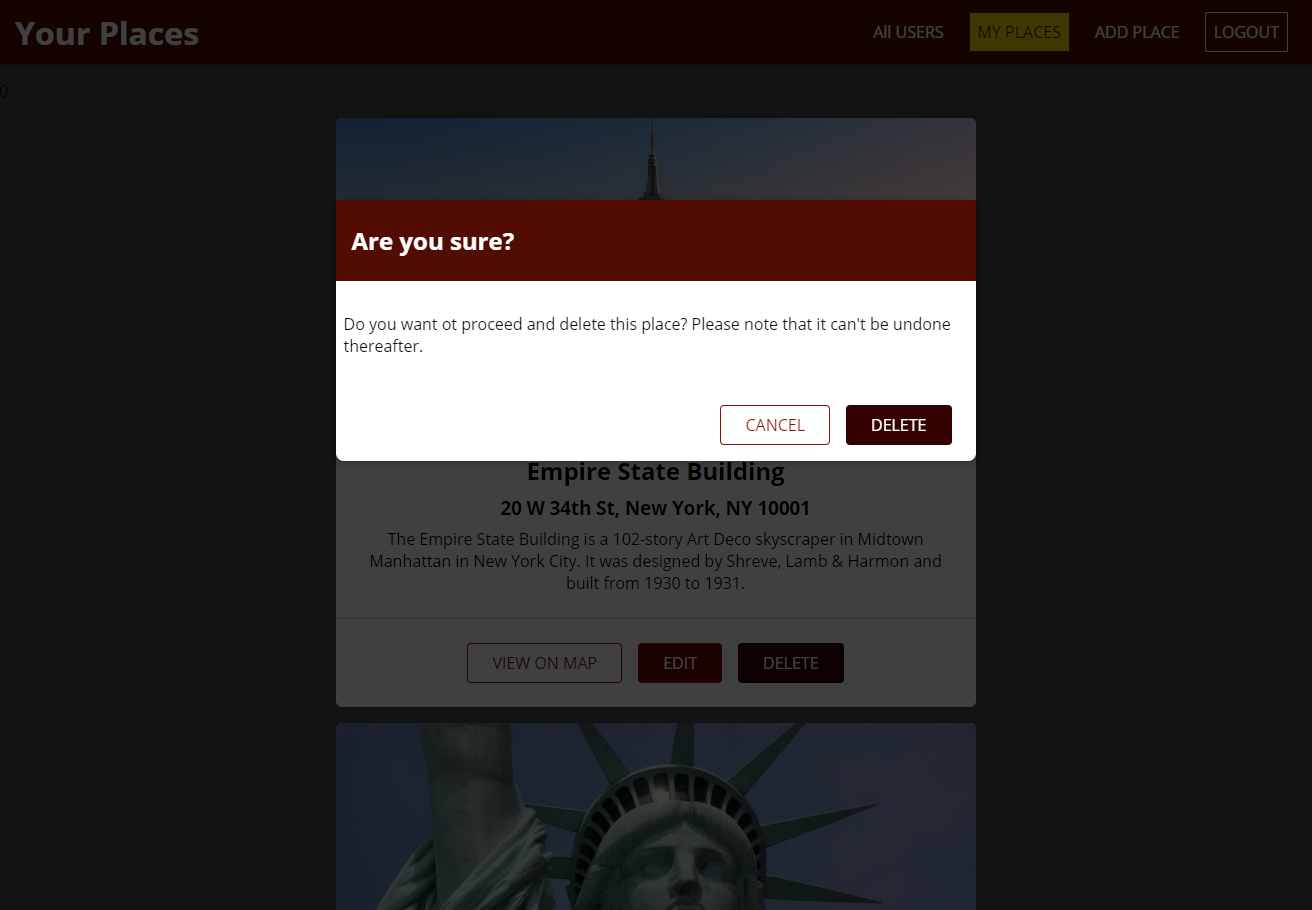 Your Places
All USERS
MY PLACES
ADD PLACE
LOGOUT
0
Are you sure?
Do you want ot proceed and delete this place? Please note that it can't be undone
thereafter.
CANCEL
DELETE
Empire State Building
20 W 34th St, New York, NY 10001
The Empire State Building is a 102-story Art Deco skyscraper in Midtown
Manhattan in New York City. It was designed by Shreve, Lamb & Harmon and
built from 1930 to 1931.
VIEW ON MAP
EDIT
DELETE